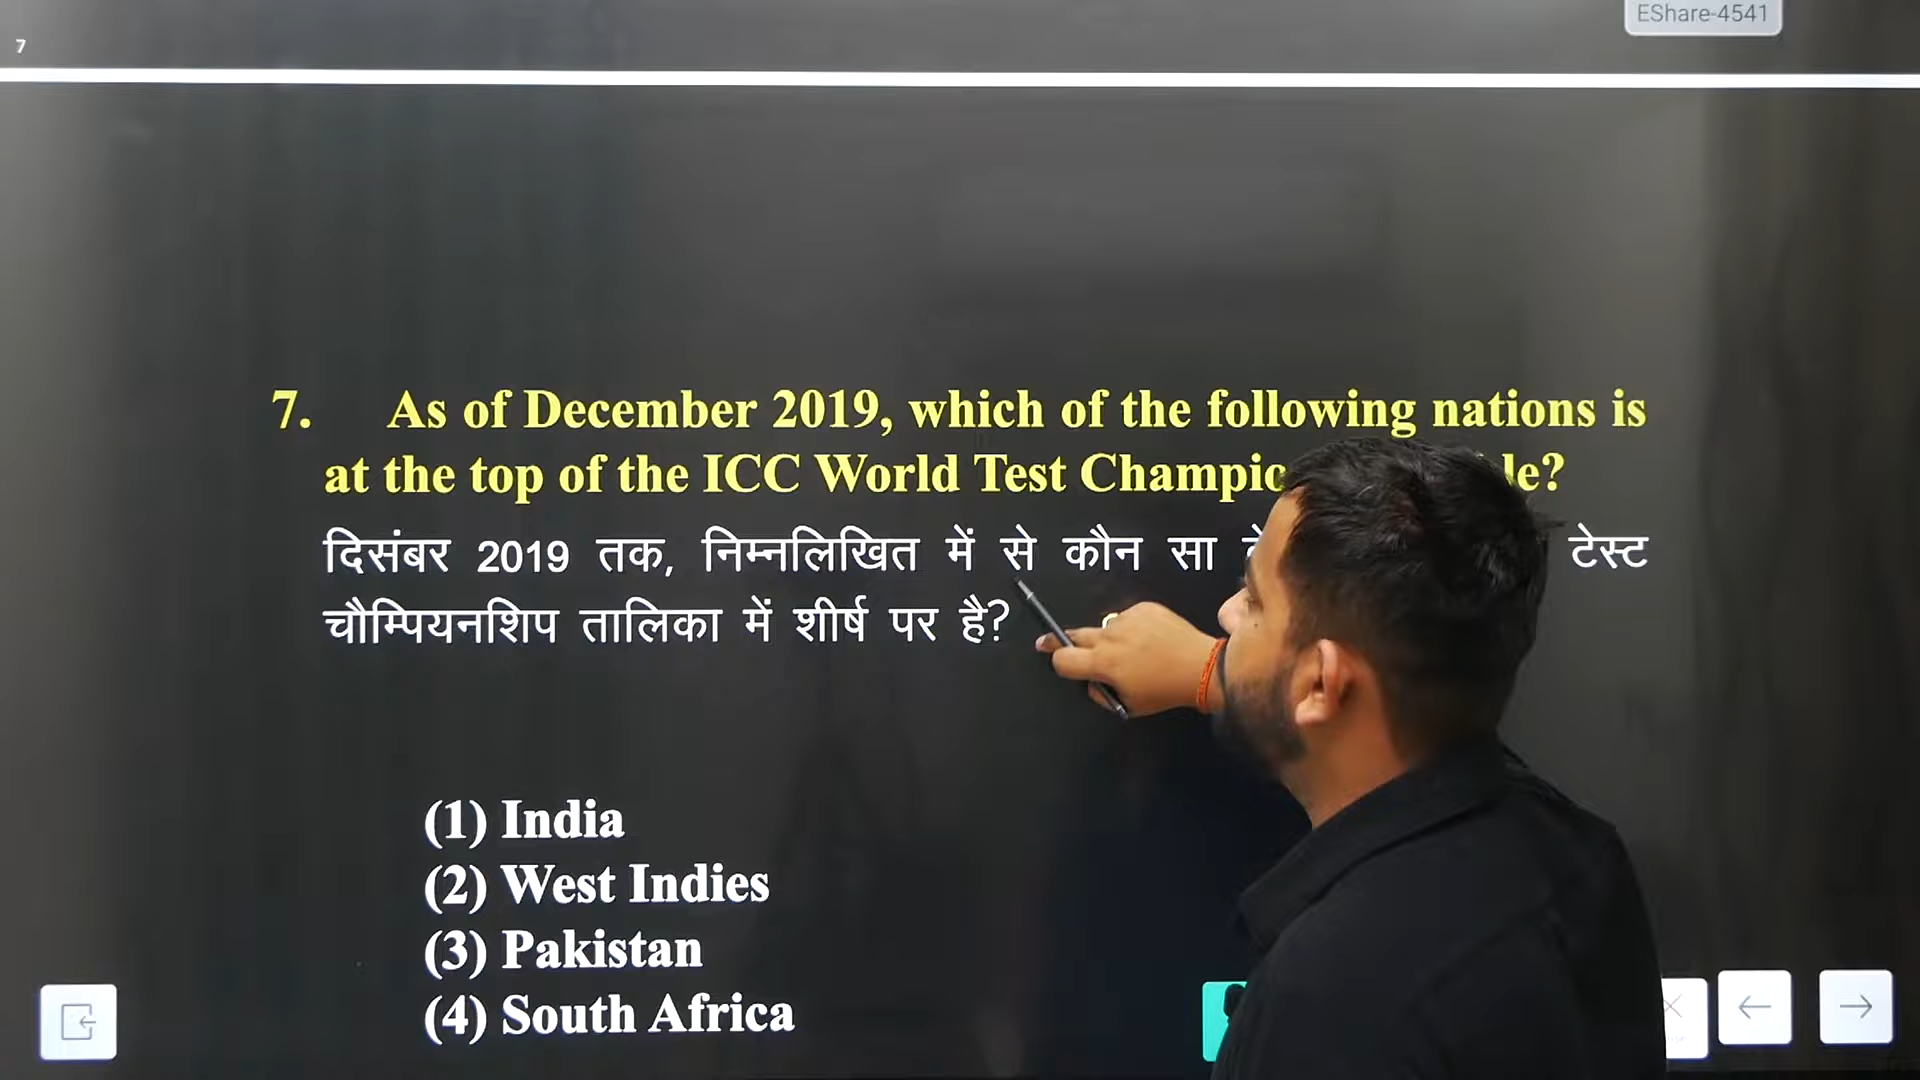 EShare-4541
7
7. As of December 2019, which of the following nations is
at the top of the ICC World Test
दिसंबर 2019 तक, निम्नलिखित में से कौन सा टेस्ट
चौम्पियनशिप तालिका में शीर्ष पर है?
(1) India
(2) West Indies
(3) Pakistan
(4) South Africa